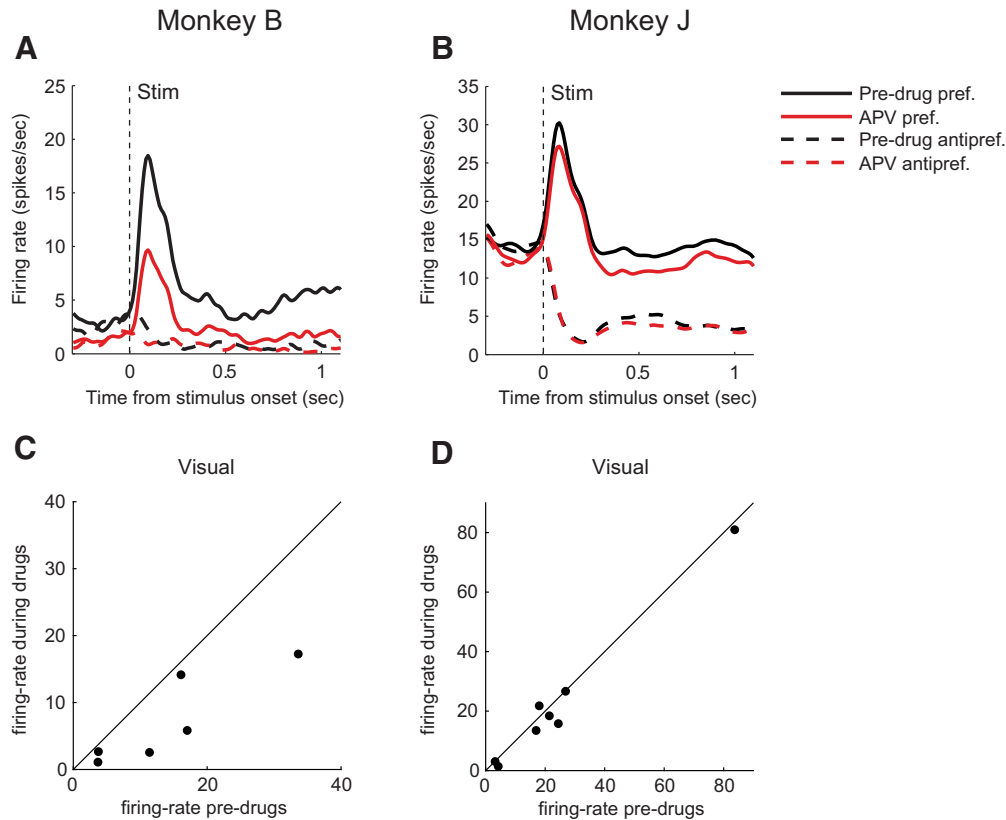 Monkey B
Monkey J
A
B
25
20
15
10
5
0
Firing rate (spikes/sec)
Stim
0
0.5
1
Time from stimulus onset (sec)
35
30
25
20
15
10
5
0
Firing rate (spikes/sec)
Stim
0
0.5
1
Time from stimulus onset (sec)
Pre-drug pref.
APV pref.
Pre-drug antipref.
APV antipref.
C
Visual
40
30
20
10
0
firing-rate during drugs
0
20
40
firing-rate pre-drugs
D
Visual
80
60
40
20
0
firing-rate during drugs
0
20
40
60
80
firing-rate pre-drugs